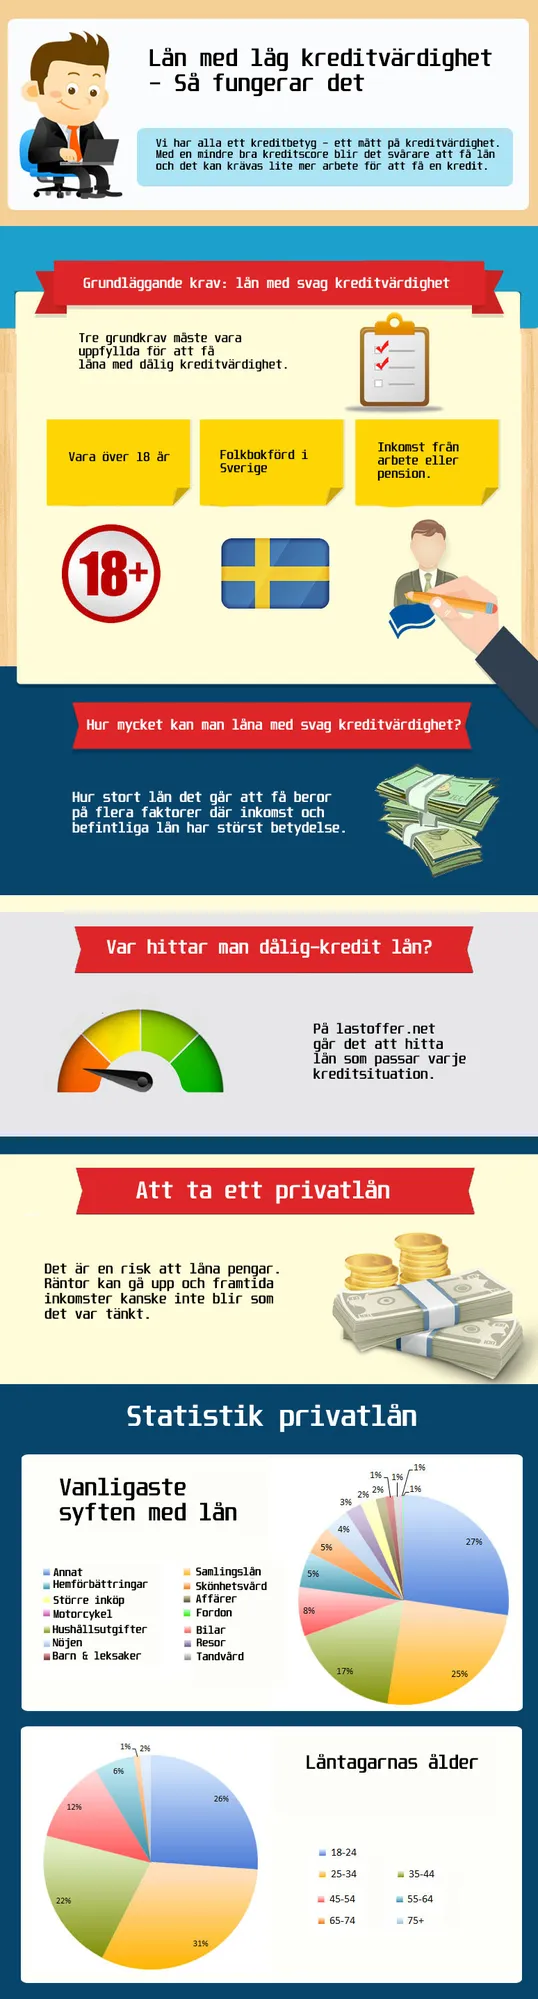 Lån med låg kreditvärdighet
- Så fungerar det
Vi har alla ett kreditbetyg - ett mått på kreditvärdighet.
Med en mindre bra kreditscore blir det svårare att få lån
och det kan krävas lite mer arbete för att få en kredit.
Grundläggande krav: lån med svag kreditvärdighet
Tre grundkrav måste vara
uppfyllda för att få
låna med dålig kreditvärdighet.
Vara över 18 år
Folkbokförd i
Sverige
Inkomst från
arbete eller
pension.
18+
Hur mycket kan man låna med svag kreditvärdighet?
Hur stort lån det går att få beror
på flera faktorer där inkomst och
befintliga lån har störst betydelse.
Var hittar man dålig-kredit lån?
På lastoffer.net
går det att hitta
lån som passar varje
kreditsituation.
Att ta ett privatlån
Det är en risk att låna pengar.
Räntor kan gå upp och framtida
inkomster kanske inte blir som
det var tänkt.
Statistik privatlån
Vanligaste
syften med lån
Annat
Hemförbättringar
Större inköp
Motorcykel
Hushållsutgifter
Nöjen
Barn & leksaker
Samlingslån
Skönhetsvård
Affärer
Fordon
Bilar
Resor
Tandvård
27%
25%
17%
8%
5%
5%
4%
3%
2%
2%
1%
1%
1%
1%
Låntagarnas ålder
26%
31%
22%
12%
6%
1%
2%
18-24
25-34
35-44
45-54
55-64
65-74
75+